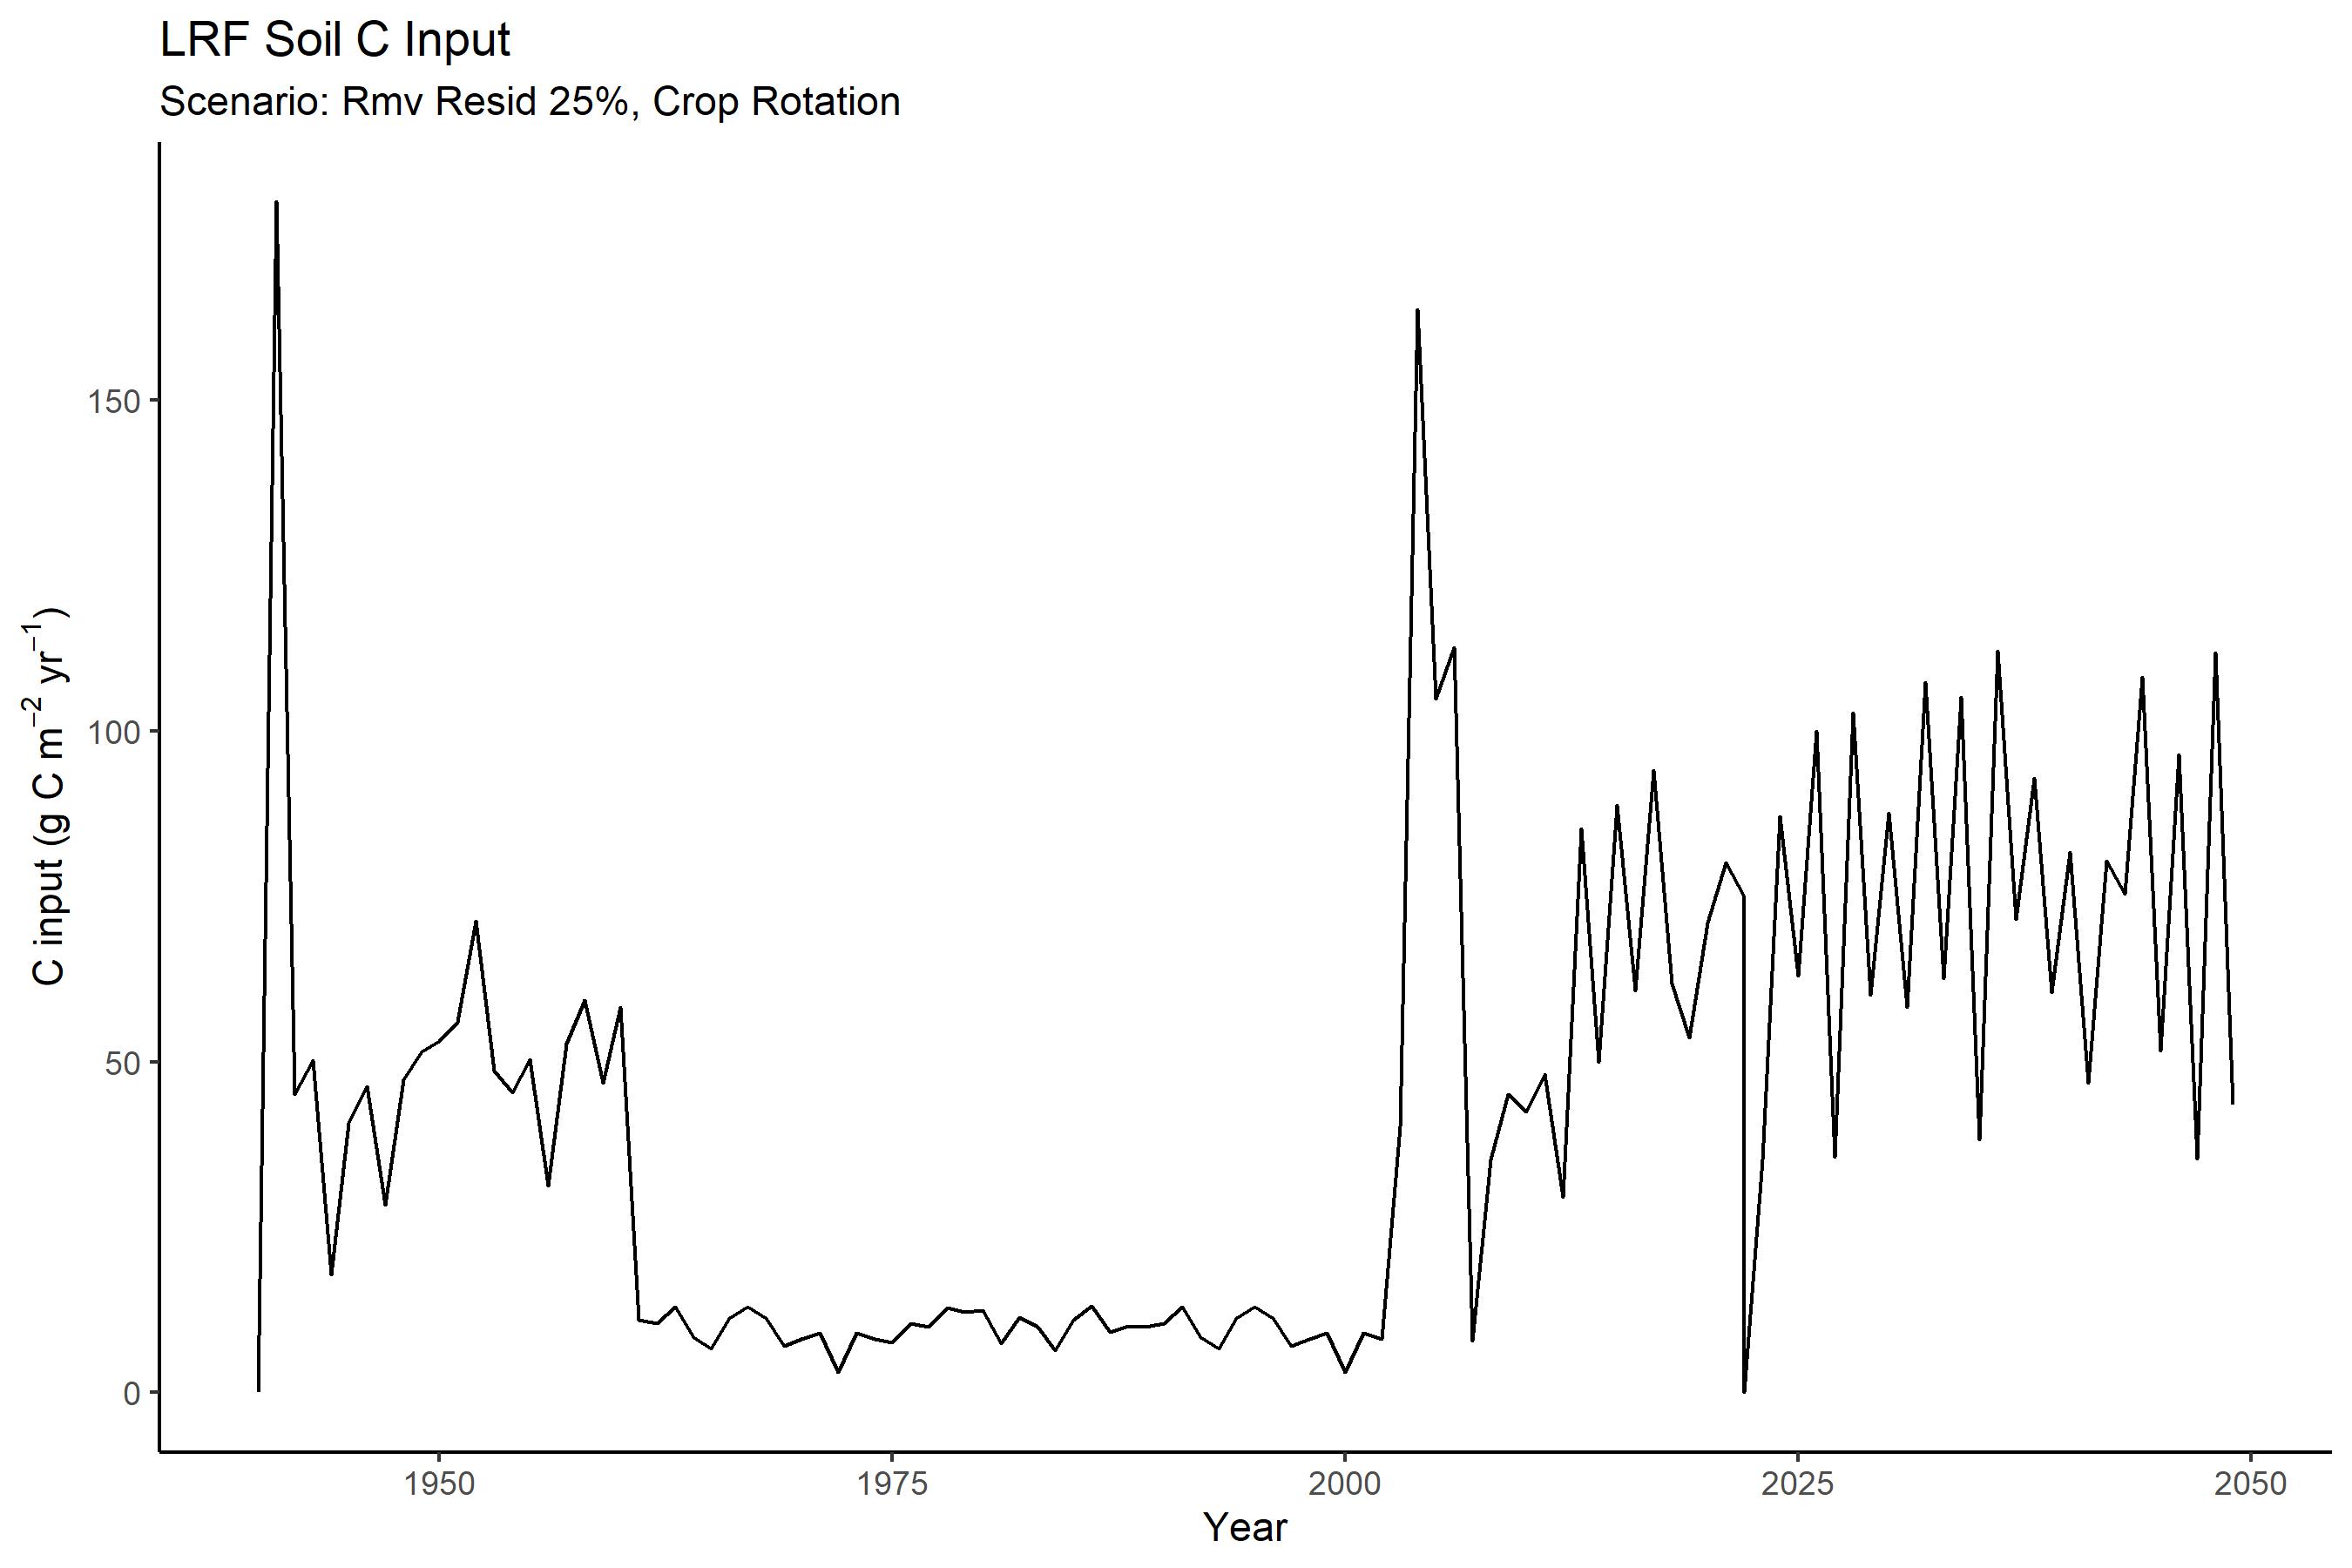 LRF Soil C Input
Scenario: Rmv Resid 25%, Crop Rotation
C input (g C m⁻² yr⁻¹)
150
100
50
0
1950 1975 2000 2025 2050
Year